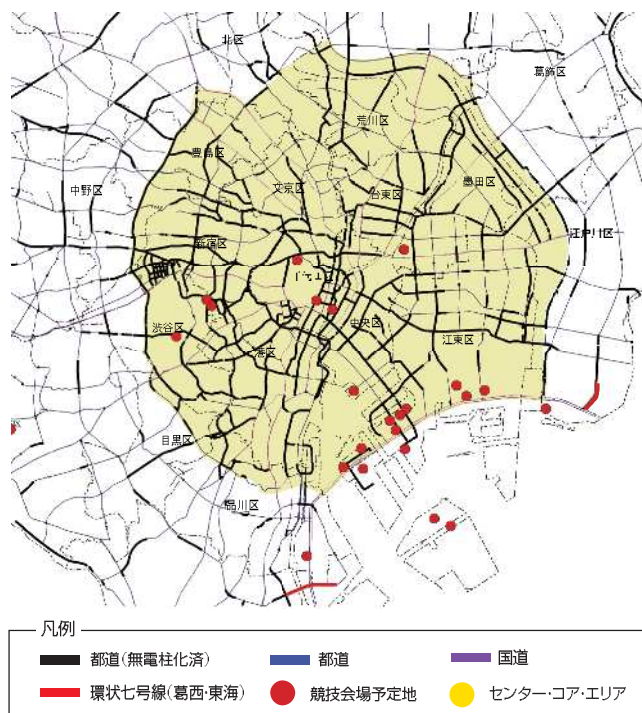 北区
葛飾区
荒川区
豊島区
墨田区
中野区
文京区
台東区
江戸川区
新宿区
千代田区
中央区
渋谷区
江東区
港区
目黒区
品川区
凡例
都道(無電柱化済)
都道
国道
環状七号線(葛西・東海)
競技会場予定地
センター・コア・エリア